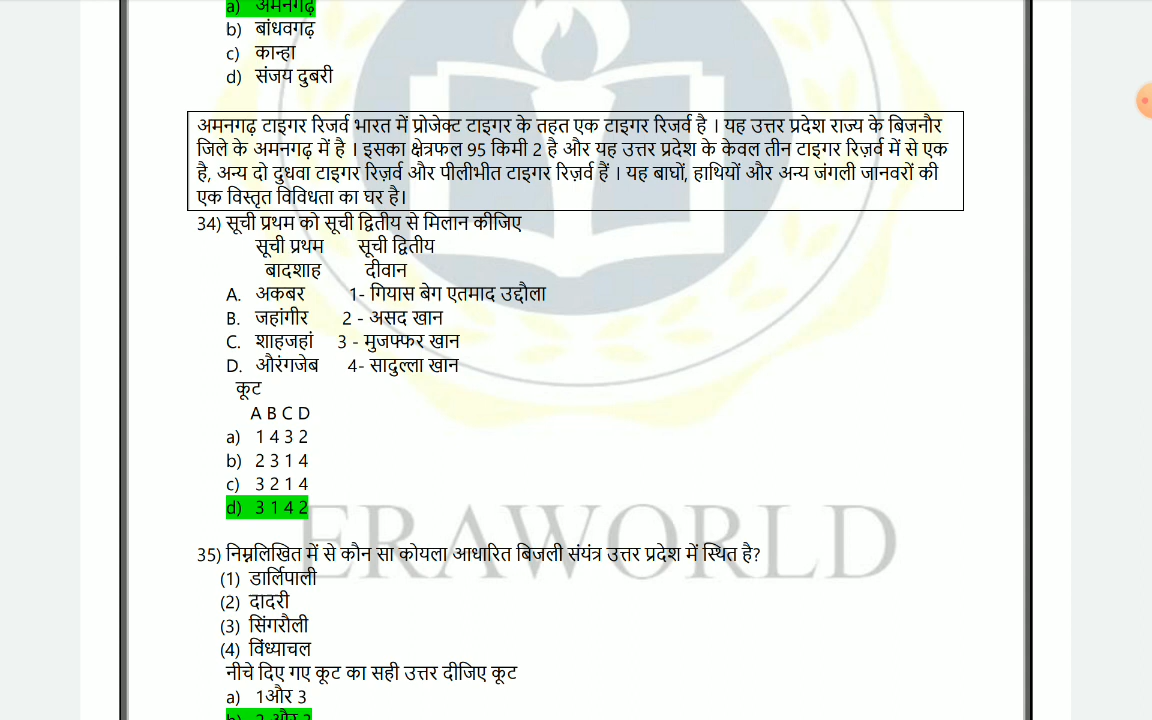 a) अमनगढ़
b) बांधवगढ़
c) कान्हा
d) संजय दुबरी
अमनगढ़ टाइगर रिजर्व भारत में प्रोजेक्ट टाइगर के तहत एक टाइगर रिजर्व है । यह उत्तर प्रदेश राज्य के बिजनौर
जिले के अमनगढ़ में है । इसका क्षेत्रफल 95 किमी 2 है और यह उत्तर प्रदेश के केवल तीन टाइगर रिज़र्व में से एक
है, अन्य दो दुधवा टाइगर रिज़र्व और पीलीभीत टाइगर रिज़र्व हैं । यह बाघों, हाथियों और अन्य जंगली जानवरों की
एक विस्तृत विविधता का घर है।
34) सूची प्रथम को सूची द्वितीय से मिलान कीजिए
सूची प्रथम सूची द्वितीय
बादशाह दीवान
A. अकबर 1- गियास बेग एतमाद उद्दौला
B. जहांगीर 2 - असद खान
C. शाहजहां 3 - मुजफ्फर खान
D. औरंगजेब 4- सादुल्ला खान
कूट
A B C D
a) 1 4 3 2
b) 2 3 1 4
c) 3 2 1 4
d) 3 1 4 2
ERAWORLD
35) निम्नलिखित में से कौन सा कोयला आधारित बिजली संयंत्र उत्तर प्रदेश में स्थित है?
(1) डार्लिपाली
(2) दादरी
(3) सिंगरौली
(4) विंध्याचल
नीचे दिए गए कूट का सही उत्तर दीजिए कूट
a) 1और 3
b) 2 और 3